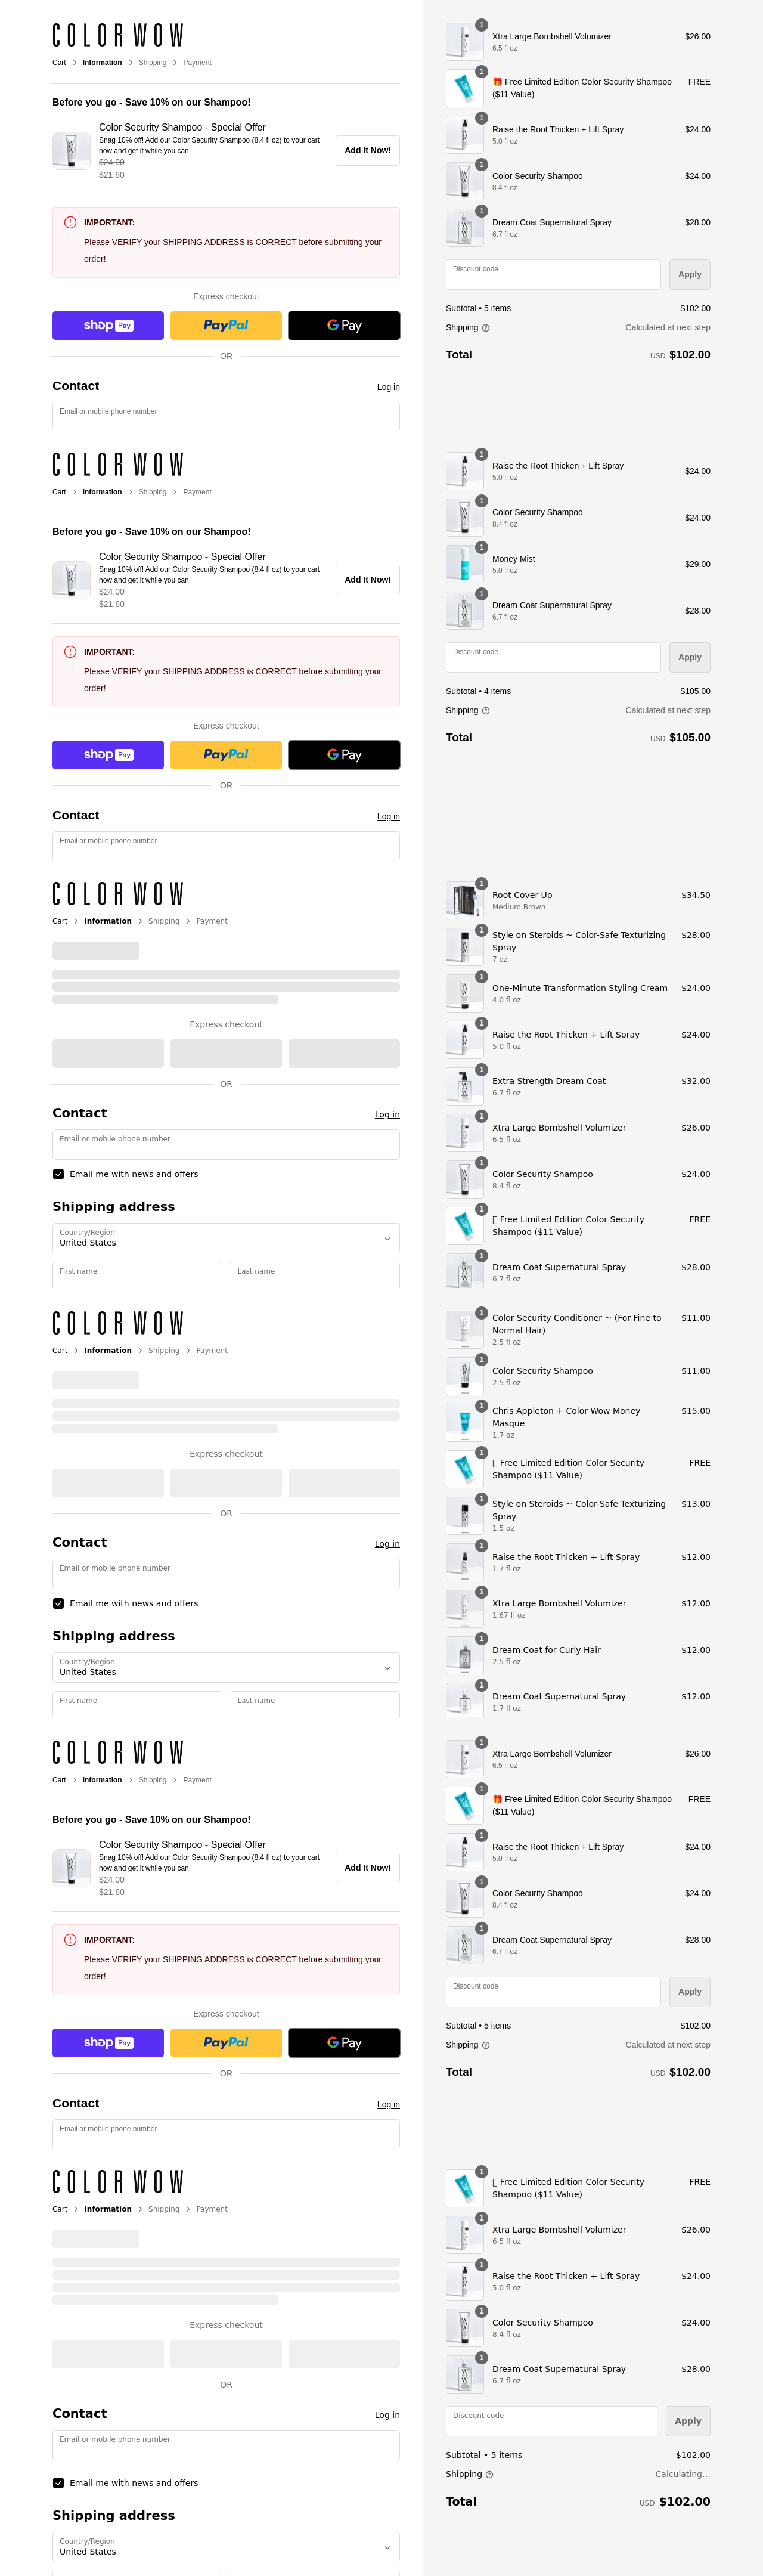 COLOR WOW
Cart > Information > Shipping > Payment
Before you go - Save 10% on our Shampoo!
Color Security Shampoo - Special Offer
Snag 10% off! Add our Color Security Shampoo (8.4 fl oz) to your cart
now and get it while you can.
$24.00
$21.60
Add It Now!
IMPORTANT:
Please VERIFY your SHIPPING ADDRESS is CORRECT before submitting your
order!
Express checkout
shop Pay
PayPal
G Pay
OR
Contact
Log in
Email or mobile phone number
1
Xtra Large Bombshell Volumizer
6.5 fl oz
$26.00
1
🎁 Free Limited Edition Color Security Shampoo
($11 Value)
FREE
1
Raise the Root Thicken + Lift Spray
5.0 fl oz
$24.00
1
Color Security Shampoo
8.4 fl oz
$24.00
1
Dream Coat Supernatural Spray
6.7 fl oz
$28.00
Discount code
Apply
Subtotal • 5 items
$102.00
Shipping
Calculated at next step
Total
USD $102.00
COLOR WOW
Cart > Information > Shipping > Payment
Before you go - Save 10% on our Shampoo!
Color Security Shampoo - Special Offer
Snag 10% off! Add our Color Security Shampoo (8.4 fl oz) to your cart
now and get it while you can.
$24.00
$21.60
Add It Now!
IMPORTANT:
Please VERIFY your SHIPPING ADDRESS is CORRECT before submitting your
order!
Express checkout
shop Pay
PayPal
G Pay
OR
Contact
Log in
Email or mobile phone number
1
Raise the Root Thicken + Lift Spray
5.0 fl oz
$24.00
1
Color Security Shampoo
8.4 fl oz
$24.00
1
Money Mist
5.0 fl oz
$29.00
1
Dream Coat Supernatural Spray
6.7 fl oz
$28.00
Discount code
Apply
Subtotal • 4 items
$105.00
Shipping
Calculated at next step
Total
USD $105.00
COLOR WOW
Cart > Information > Shipping > Payment
Express checkout
OR
Contact
Log in
Email or mobile phone number
Email me with news and offers
Shipping address
Country/Region
United States
First name
Last name
1
Root Cover Up
Medium Brown
$34.50
1
Style on Steroids ~ Color-Safe Texturizing
Spray
7 oz
$28.00
1
One-Minute Transformation Styling Cream
4.0 fl oz
$24.00
1
Raise the Root Thicken + Lift Spray
5.0 fl oz
$24.00
1
Extra Strength Dream Coat
6.7 fl oz
$32.00
1
Xtra Large Bombshell Volumizer
6.5 fl oz
$26.00
1
Color Security Shampoo
8.4 fl oz
$24.00
1
Free Limited Edition Color Security
Shampoo ($11 Value)
FREE
1
Dream Coat Supernatural Spray
6.7 fl oz
$28.00
COLOR WOW
Cart > Information > Shipping > Payment
Express checkout
OR
Contact
Log in
Email or mobile phone number
Email me with news and offers
Shipping address
Country/Region
United States
First name
Last name
1
Color Security Conditioner ~ (For Fine to
Normal Hair)
2.5 fl oz
$11.00
1
Color Security Shampoo
2.5 fl oz
$11.00
1
Chris Appleton + Color Wow Money
Masque
1.7 oz
$15.00
1
Free Limited Edition Color Security
Shampoo ($11 Value)
FREE
1
Style on Steroids ~ Color-Safe Texturizing
Spray
1.5 oz
$13.00
1
Raise the Root Thicken + Lift Spray
1.7 fl oz
$12.00
1
Xtra Large Bombshell Volumizer
1.67 fl oz
$12.00
1
Dream Coat for Curly Hair
2.5 fl oz
$12.00
1
Dream Coat Supernatural Spray
1.7 fl oz
$12.00
COLOR WOW
Cart > Information > Shipping > Payment
Before you go - Save 10% on our Shampoo!
Color Security Shampoo - Special Offer
Snag 10% off! Add our Color Security Shampoo (8.4 fl oz) to your cart
now and get it while you can.
$24.00
$21.60
Add It Now!
IMPORTANT:
Please VERIFY your SHIPPING ADDRESS is CORRECT before submitting your
order!
Express checkout
shop Pay
PayPal
G Pay
OR
Contact
Log in
Email or mobile phone number
1
Xtra Large Bombshell Volumizer
6.5 fl oz
$26.00
1
🎁 Free Limited Edition Color Security Shampoo
($11 Value)
FREE
1
Raise the Root Thicken + Lift Spray
5.0 fl oz
$24.00
1
Color Security Shampoo
8.4 fl oz
$24.00
1
Dream Coat Supernatural Spray
6.7 fl oz
$28.00
Discount code
Apply
Subtotal • 5 items
$102.00
Shipping
Calculated at next step
Total
USD $102.00
COLOR WOW
Cart > Information > Shipping > Payment
Express checkout
OR
Contact
Log in
Email or mobile phone number
Email me with news and offers
Shipping address
Country/Region
United States
1
Free Limited Edition Color Security
Shampoo ($11 Value)
FREE
1
Xtra Large Bombshell Volumizer
6.5 fl oz
$26.00
1
Raise the Root Thicken + Lift Spray
5.0 fl oz
$24.00
1
Color Security Shampoo
8.4 fl oz
$24.00
1
Dream Coat Supernatural Spray
6.7 fl oz
$28.00
Discount code
Apply
Subtotal • 5 items
$102.00
Shipping
Calculating...
Total
USD $102.00